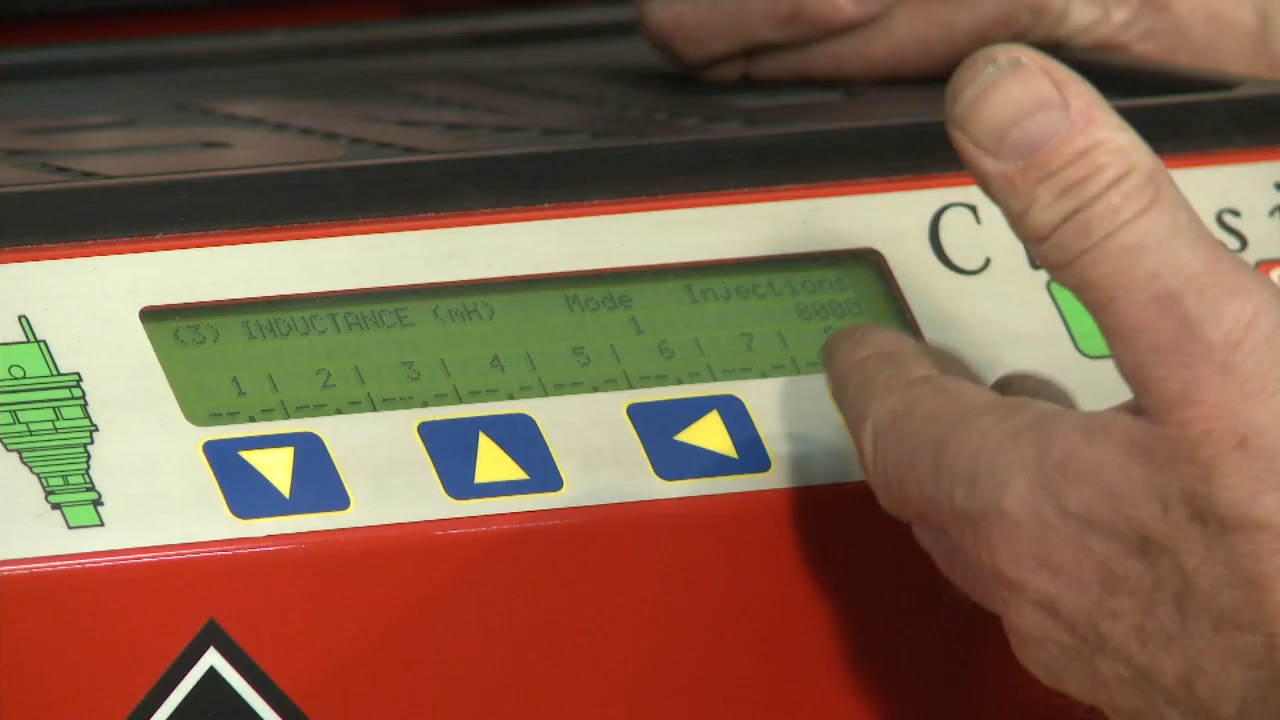 (3) INDUCTANCE (mH) Mode Injections
1 8000
1 | 2 | 3 | 4 | 5 | 6 | 7 |
--.-|--.-|--.-|--.-|--.-|--.-|--.-|